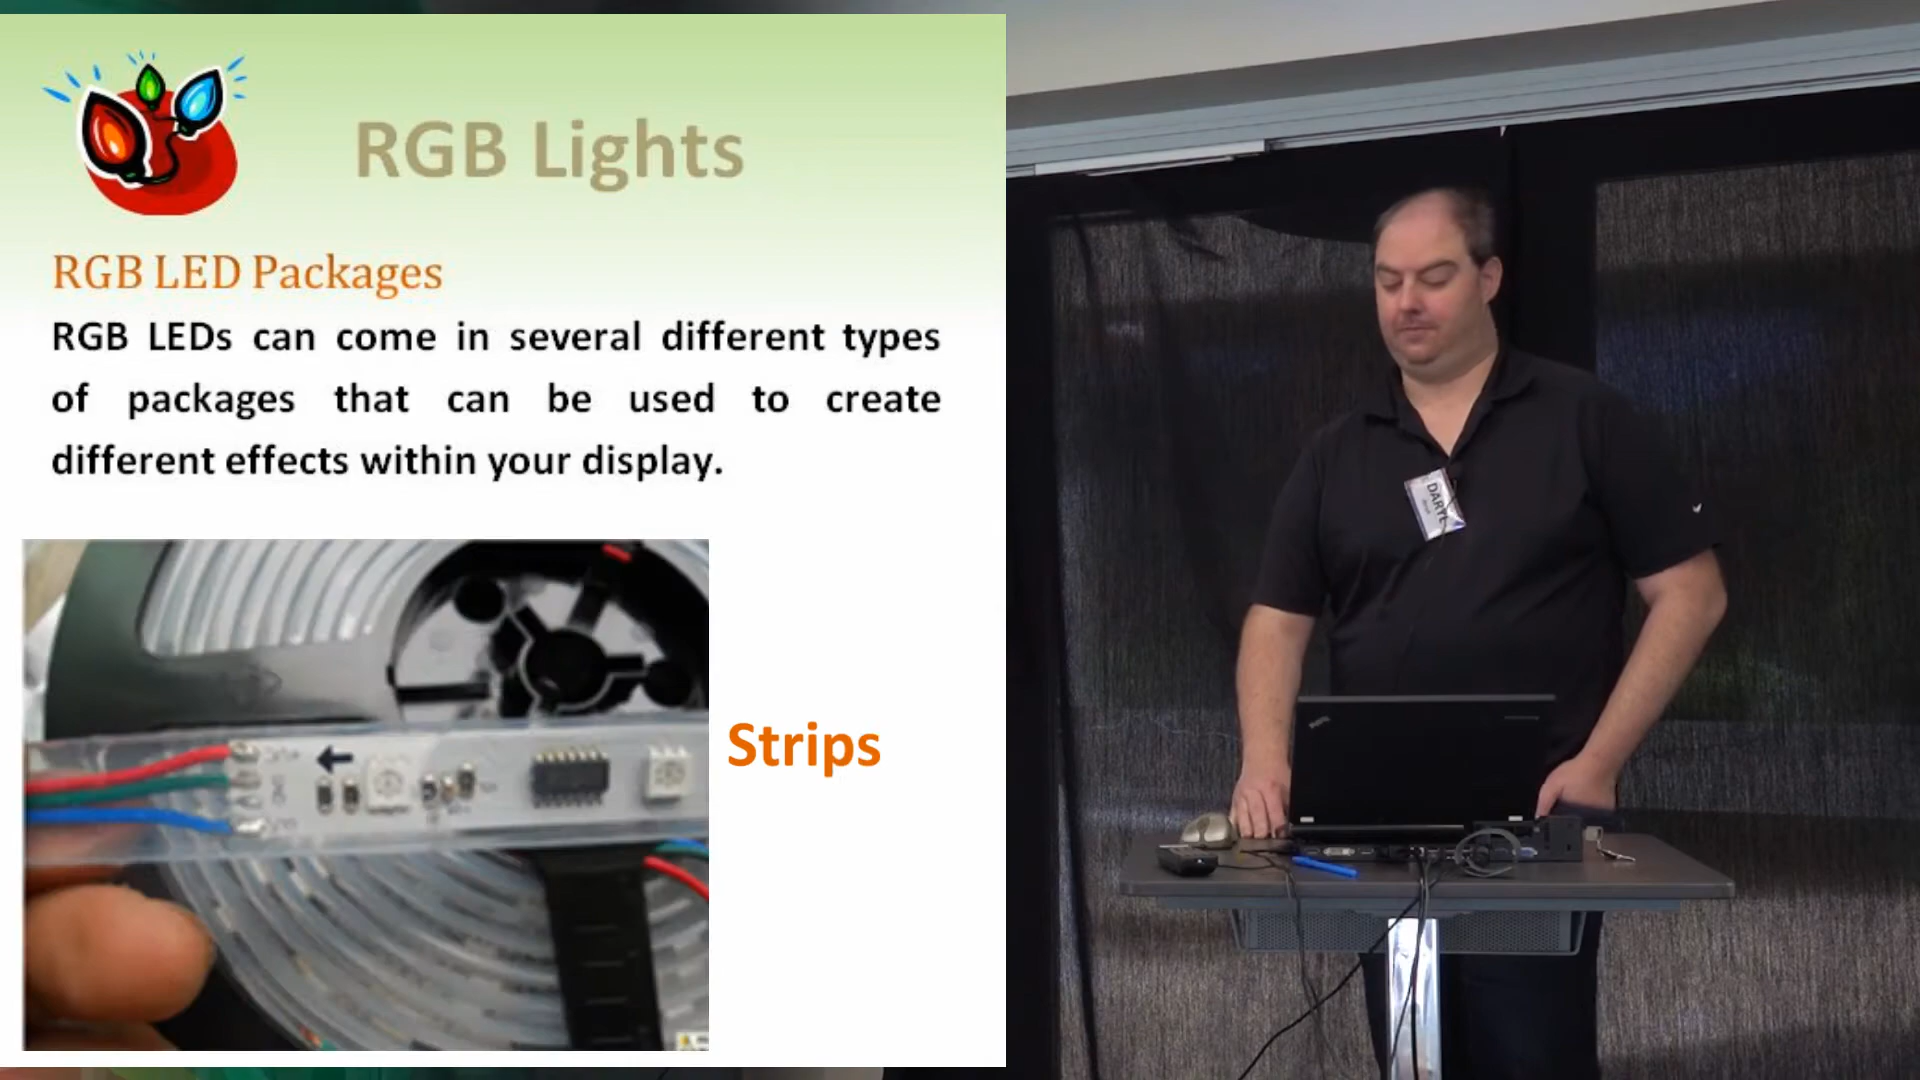 RGB Lights
RGB LED Packages
RGB LEDs can come in several different types
of packages that can be used to create
different effects within your display.
Strips
DARYL